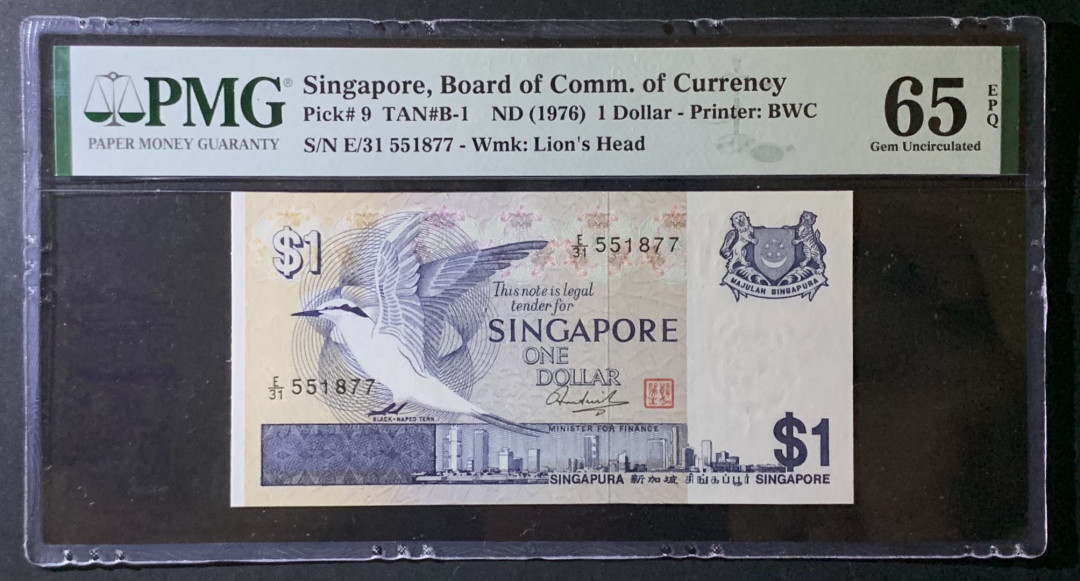 PMG®
PAPER MONEY GUARANTY
Singapore, Board of Comm. of Currency
Pick# 9 TAN#B-1 ND (1976) 1 Dollar - Printer: BWC
S/N E/31 551877 - Wmk: Lion's Head
65
EPQ
Gem Uncirculated
$1
E/31 551877
MAJULAH SINGAPURA
This note is legal
tender for
SINGAPORE
ONE
DOLLAR
E/31 551877
BLACK-NAPED TERN
MINISTER FOR FINANCE
$1
SINGAPURA 新加坡 சிங்கப்பூர் SINGAPORE